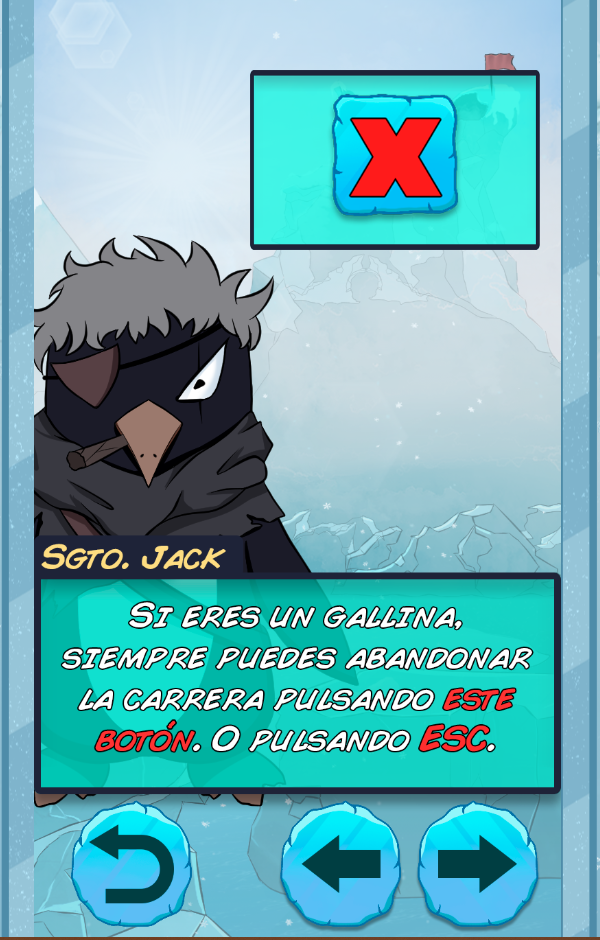 X
Sgto. Jack
Si eres un gallina,
siempre puedes abandonar
la carrera pulsando este
botón. O pulsando ESC.